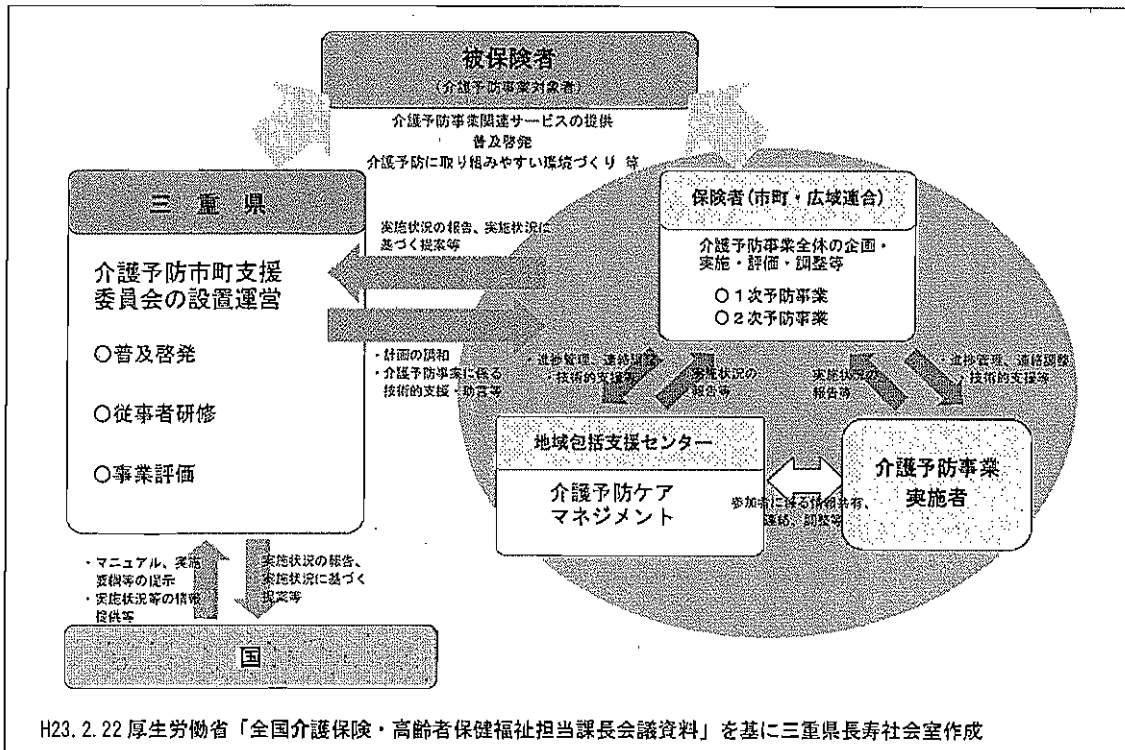 被保険者
(介護予防事業対象者)
介護予防事業関連サービスの提供
普及啓発
介護予防に取り組みやすい環境づくり 等
三 重 県
介護予防市町支援
委員会の設置運営
○普及啓発
○従事者研修
○事業評価
実施状況の報告、実施状況に
基づく提案等
・計画の調和
・介護予防事業に係る
技術的支援・助言等
保険者(市町・広域連合)
介護予防事業全体の企画・
実施・評価・調整等
○1次予防事業
○2次予防事業
・進捗管理、連絡調整
・技術的支援等
実施状況の
報告等
実施状況の
報告等
・進捗管理、連絡調整
・技術的支援等
地域包括支援センター
介護予防ケア
マネジメント
参加者に係る情報共有、
連絡、調整等
介護予防事業
実施者
・マニュアル、実施
要綱等の提示
・実施状況等の情報
提供等
実施状況の報告、
実施状況に基づく
提案等
国
H23.2.22 厚生労働省「全国介護保険・高齢者保健福祉担当課長会議資料」を基に三重県長寿社会室作成